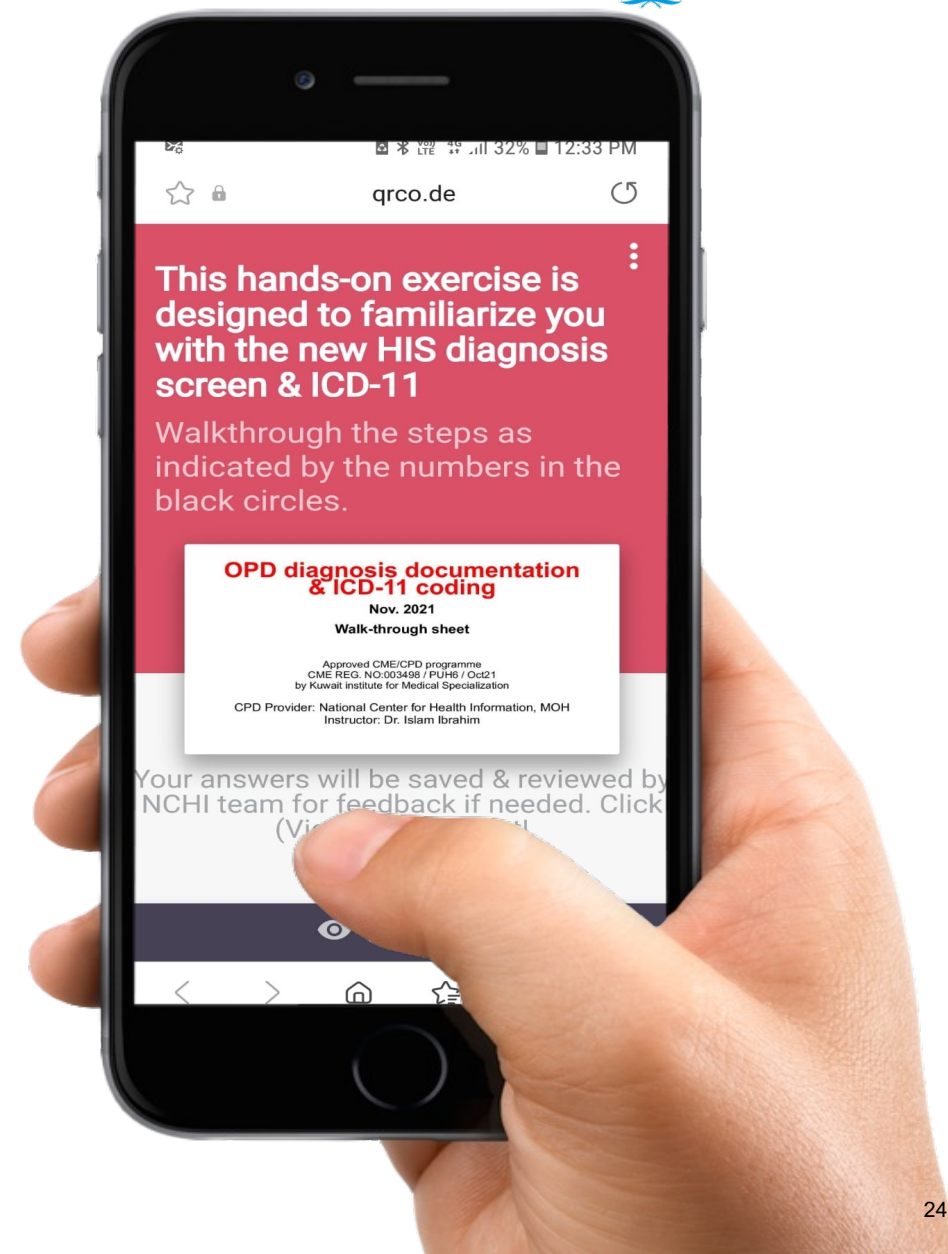 32% 12:33 PM
qrco.de
This hands-on exercise is
designed to familiarize you
with the new HIS diagnosis
screen & ICD-11
Walkthrough the steps as
indicated by the numbers in the
black circles.
OPD diagnosis documentation
& ICD-11 coding
Nov. 2021
Walk-through sheet
Approved CME/CPD programme
CME REG. NO:003498 / PUH6 / Oct21
by Kuwait institute for Medical Specialization
CPD Provider: National Center for Health Information, MOH
Instructor: Dr. Islam Ibrahim
Your answers will be saved & reviewed by
NCHI team for feedback if needed. Click
24